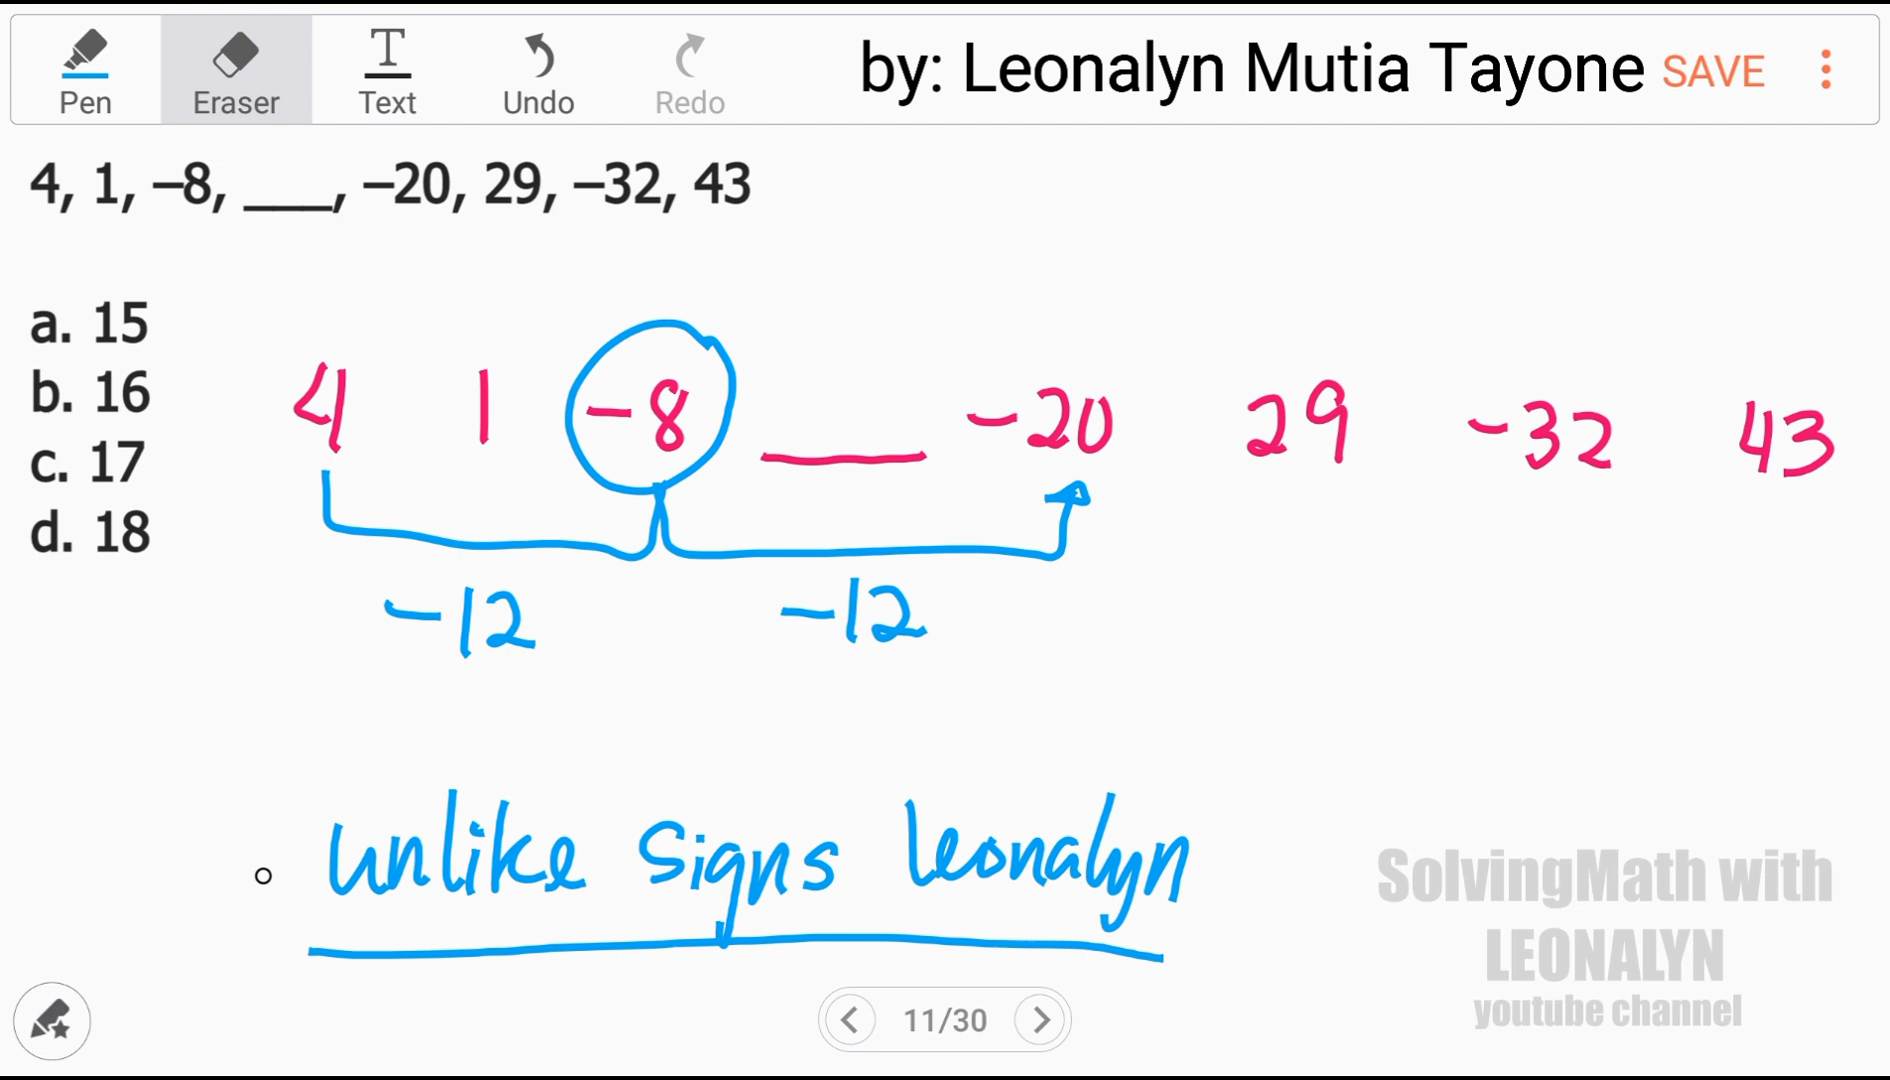 Pen Eraser Text Undo Redo by: Leonalyn Mutia Tayone SAVE
4, 1, –8, ___, –20, 29, –32, 43
a. 15
b. 16
c. 17
d. 18
4 1 -8 ___ -20 29 -32 43
-12 -12
unlike signs leonalyn
SolvingMath with
LEONALYN
youtube channel
11/30